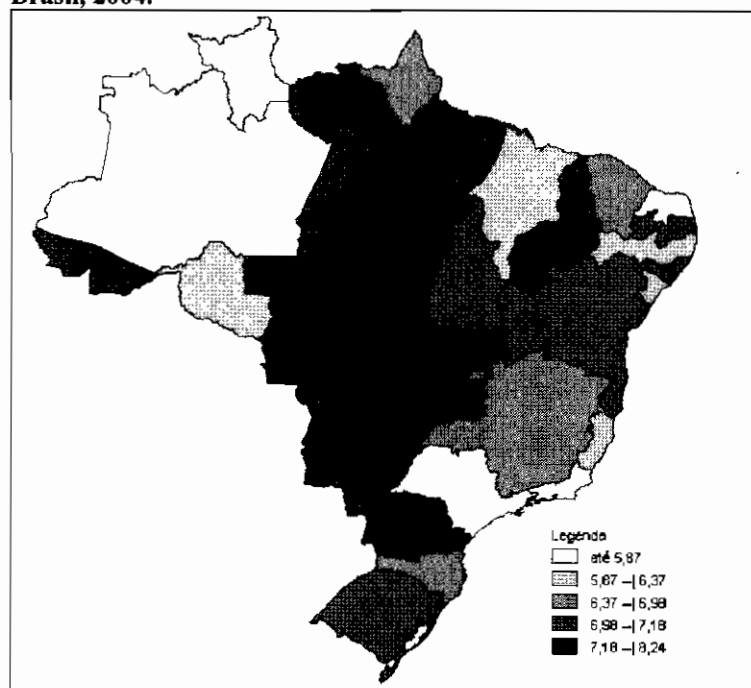 Brasil, 2004.
Legenda
até 5,87
5,87 –| 6,37
6,37 –| 6,98
6,98 –| 7,18
7,18 –| 8,24